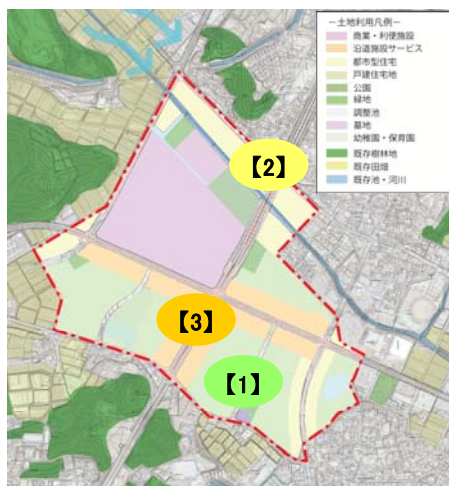 －土地利用凡例－
商業・利便施設
沿道施設サービス
都市型住宅
戸建住宅地
公園
緑地
調整池
墓地
幼稚園・保育園
既存樹林地
既存田畑
既存池・河川
【2】
【3】
【1】